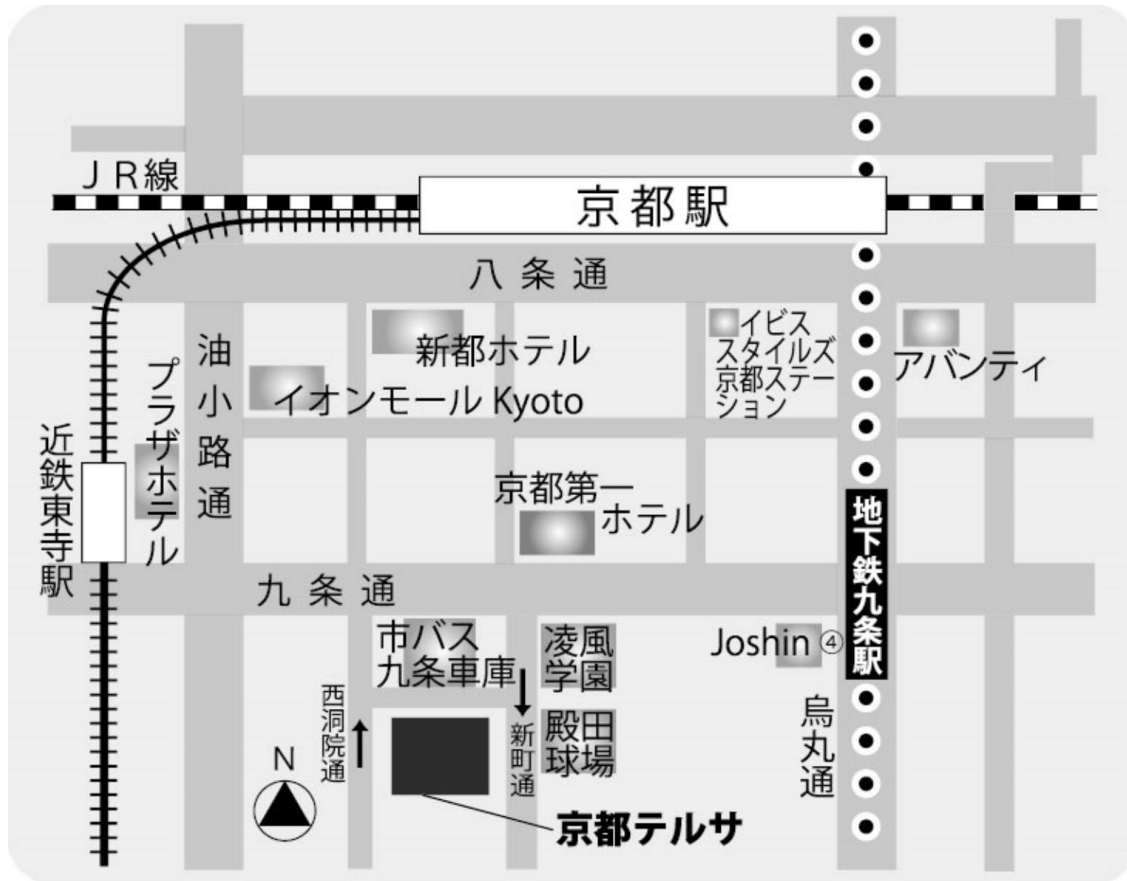 JR線
京都駅
八条通
油小路通
新都ホテル
イビス
スタイルズ
京都ステー
ション
アバンティ
イオンモール Kyoto
プラザホテル
近鉄東寺駅
京都第一
ホテル
地下鉄九条駅
九条通
市バス
九条車庫
凌風
学園
Joshin ④
西洞院通
新町通
殿田
球場
烏丸通
N
京都テルサ